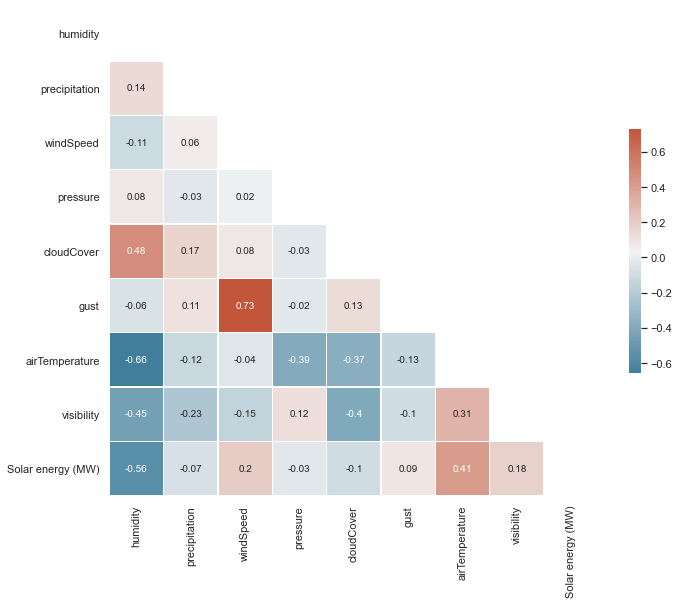 humidity
precipitation 0.14
windSpeed -0.11 0.06
pressure 0.08 -0.03 0.02
cloudCover 0.48 0.17 0.08 -0.03
gust -0.06 0.11 0.73 -0.02 0.13
airTemperature -0.66 -0.12 -0.04 -0.39 -0.37 -0.13
visibility -0.45 -0.23 -0.15 0.12 -0.4 -0.1 0.31
Solar energy (MW) -0.56 -0.07 0.2 -0.03 -0.1 0.09 0.41 0.18
humidity
precipitation
windSpeed
pressure
cloudCover
gust
airTemperature
visibility
Solar energy (MW)
0.6
0.4
0.2
0.0
-0.2
-0.4
-0.6